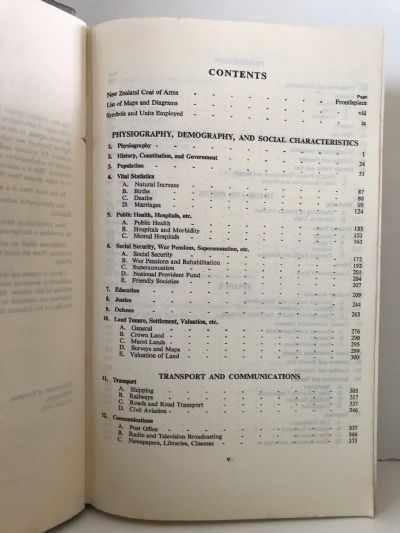 CONTENTS
Page
New Zealand Coat of Arms - - - - Frontispiece
List of Maps and Diagrams - - - - viii
Symbols and Units Employed - - - - ix
PHYSIOGRAPHY, DEMOGRAPHY, AND SOCIAL CHARACTERISTICS
1. Physiography - - - - 1
2. History, Constitution, and Government - - - - 24
3. Population - - - - 53
4. Vital Statistics
A. Natural Increase - - - - 87
B. Births - - - - 88
C. Deaths - - - -
D. Marriages - - - - 124
5. Public Health, Hospitals, etc.
A. Public Health - - - - 133
B. Hospitals and Morbidity - - - - 153
C. Mental Hospitals - - - - 163
6. Social Security, War Pensions, Superannuation, etc.
A. Social Security - - - - 172
B. War Pensions and Rehabilitation - - - - 192
C. Superannuation - - - - 201
D. National Provident Fund - - - - 204
E. Friendly Societies - - - - 207
7. Education - - - - 209
8. Justice - - - - 244
9. Defence - - - - 263
10. Land Tenure, Settlement, Valuation, etc.
A. General - - - - 276
B. Crown Land - - - - 290
C. Maori Lands - - - - 295
D. Surveys and Maps - - - - 299
E. Valuation of Land - - - - 300
TRANSPORT AND COMMUNICATIONS
11. Transport
A. Shipping - - - - 305
B. Railways - - - - 317
C. Roads and Road Transport - - - - 327
D. Civil Aviation - - - - 346
12. Communications
A. Post Office - - - - 357
B. Radio and Television Broadcasting - - - - 366
C. Newspapers, Libraries, Cinemas - - - - 373
v